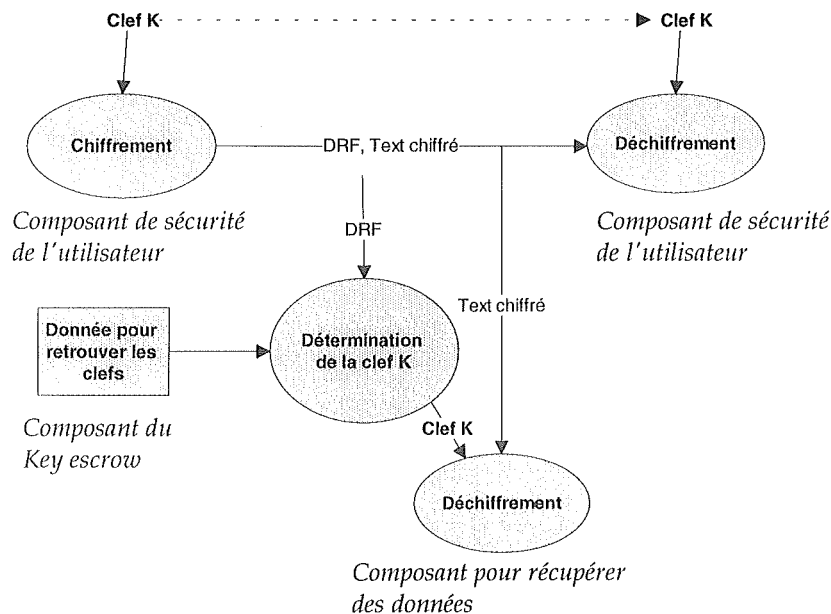 Clef K
Clef K
Chiffrement
DRF, Text chiffré
Déchiffrement
Composant de sécurité
de l'utilisateur
Composant de sécurité
de l'utilisateur
DRF
Text chiffré
Donnée pour
retrouver les
clefs
Détermination
de la clef K
Composant du
Key escrow
Clef K
Déchiffrement
Composant pour récupérer
des données